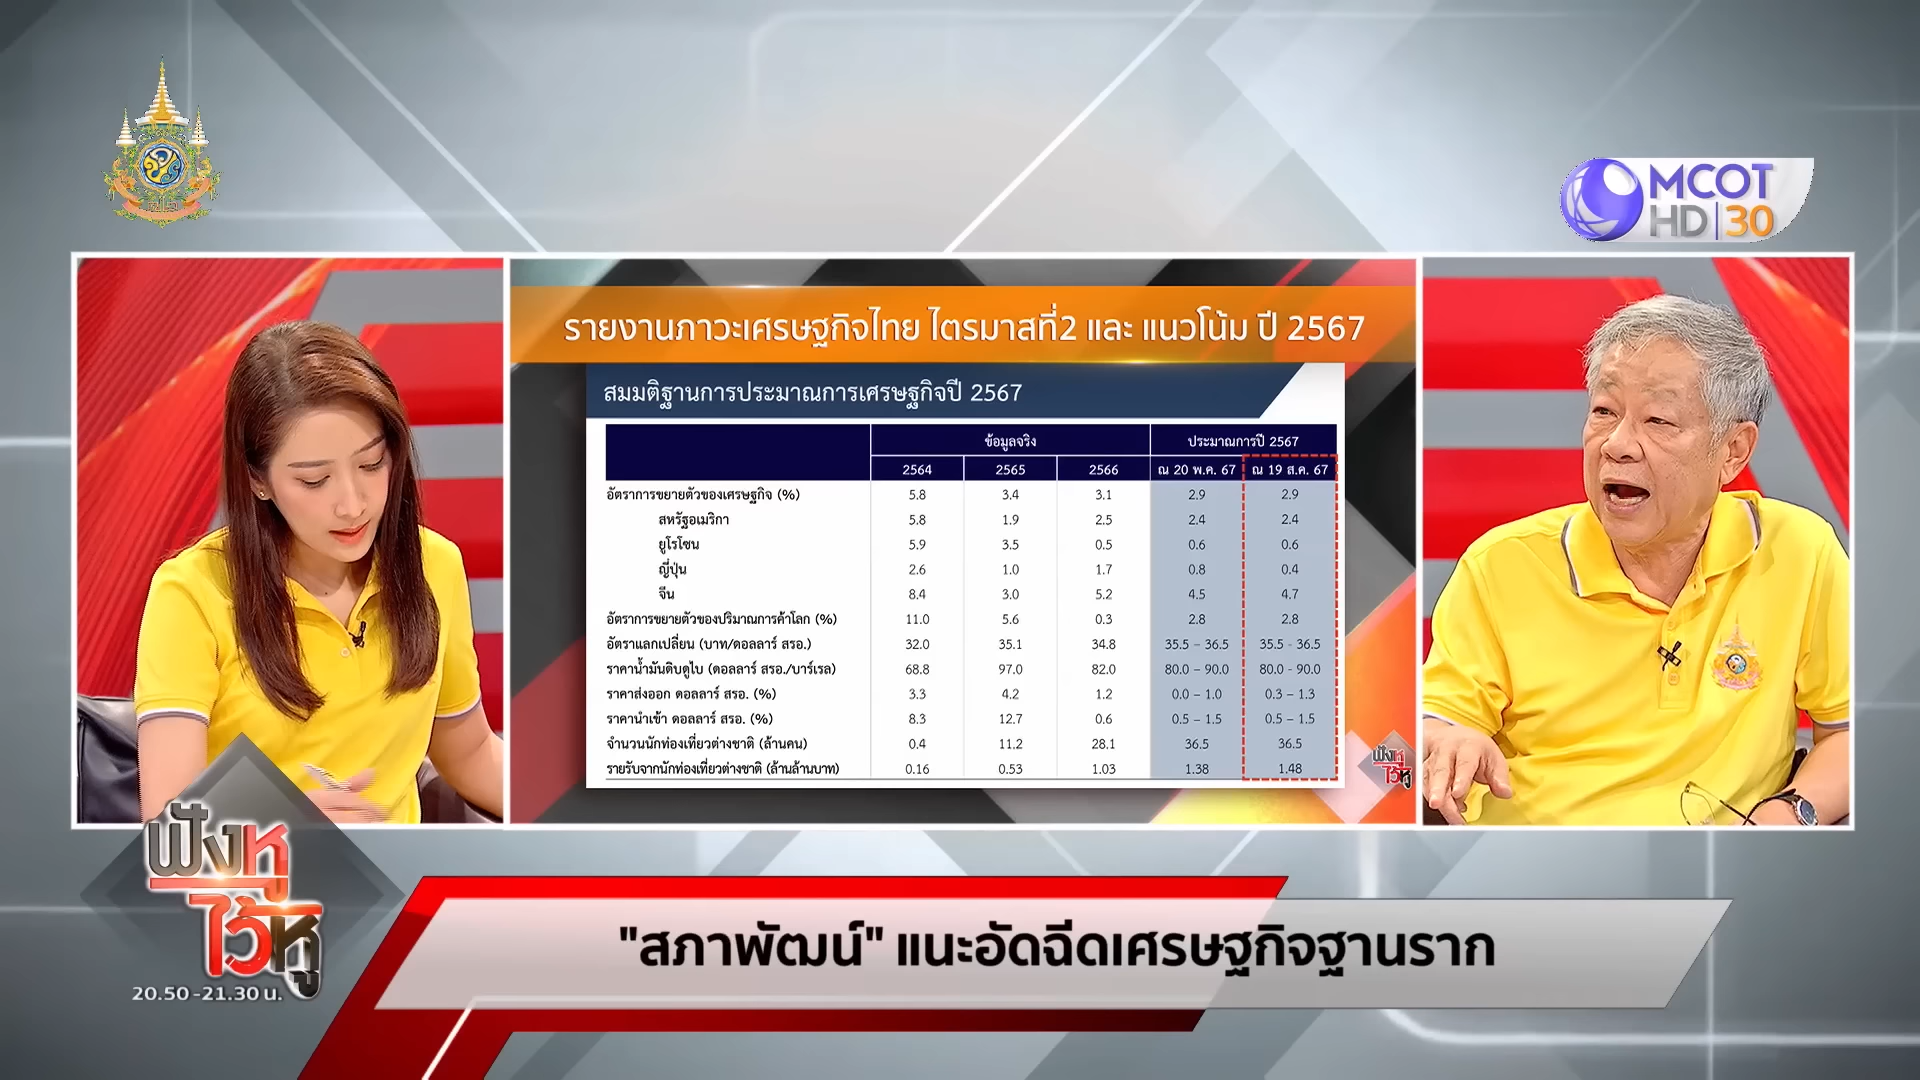 MCOT
HD 30
รายงานภาวะเศรษฐกิจไทย ไตรมาสที่2 และ แนวโน้ม ปี 2567
สมมติฐานการประมาณการเศรษฐกิจปี 2567
ข้อมูลจริง ประมาณการปี 2567
2564 2565 2566 ณ 20 พ.ค. 67 ณ 19 ส.ค. 67
อัตราการขยายตัวของเศรษฐกิจ (%) 5.8 3.4 3.1 2.9 2.9
สหรัฐอเมริกา 5.8 1.9 2.5 2.4 2.4
ยูโรโซน 5.9 3.5 0.5 0.6 0.6
ญี่ปุ่น 2.6 1.0 1.7 0.8 0.4
จีน 8.4 3.0 5.2 4.5 4.7
อัตราการขยายตัวของปริมาณการค้าโลก (%) 11.0 5.6 0.3 2.8 2.8
อัตราแลกเปลี่ยน (บาท/ดอลลาร์ สรอ.) 32.0 35.1 34.8 35.5 – 36.5 35.5 - 36.5
ราคาน้ำมันดิบดูไบ (ดอลลาร์ สรอ./บาร์เรล) 68.8 97.0 82.0 80.0 – 90.0 80.0 - 90.0
ราคาส่งออก ดอลลาร์ สรอ. (%) 3.3 4.2 1.2 0.0 – 1.0 0.3 – 1.3
ราคานำเข้า ดอลลาร์ สรอ. (%) 8.3 12.7 0.6 0.5 – 1.5 0.5 – 1.5
จำนวนนักท่องเที่ยวต่างชาติ (ล้านคน) 0.4 11.2 28.1 36.5 36.5
รายรับจากนักท่องเที่ยวต่างชาติ (ล้านล้านบาท) 0.16 0.53 1.03 1.38 1.48
ฟังหู
ไว้หู
ฟังหู
ไว้หู
20.50 -21.30 น.
"สภาพัฒน์" แนะอัดฉีดเศรษฐกิจฐานราก